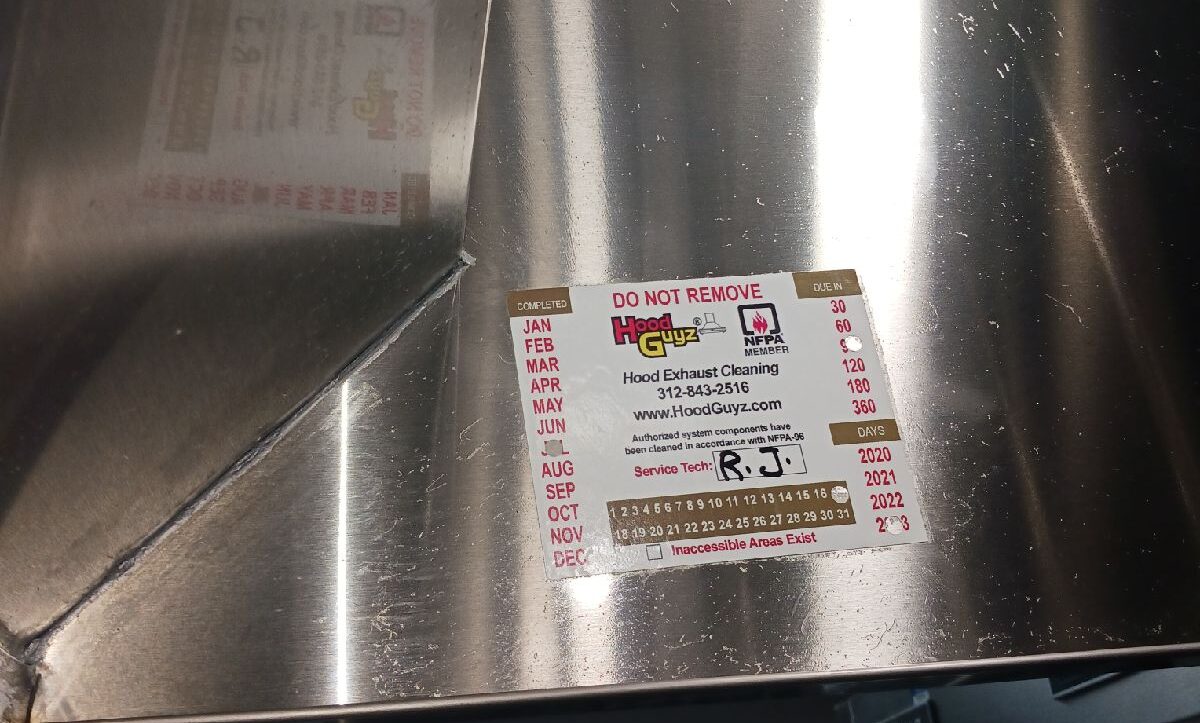 COMPLETED
JAN
FEB
MAR
APR
MAY
JUN
AUG
SEP
OCT
NOV
DEC
DO NOT REMOVE
Hood
Guyz®
NFPA
MEMBER
Hood Exhaust Cleaning
312-843-2516
www.HoodGuyz.com
Authorized system components have
been cleaned in accordance with NFPA-96
Service Tech: R.J.
1 2 3 4 5 6 7 8 9 10 11 12 13 14 15 16
18 19 20 21 22 23 24 25 26 27 28 29 30 31
Inaccessible Areas Exist
DUE IN
30
60
120
180
360
DAYS
2020
2021
2022